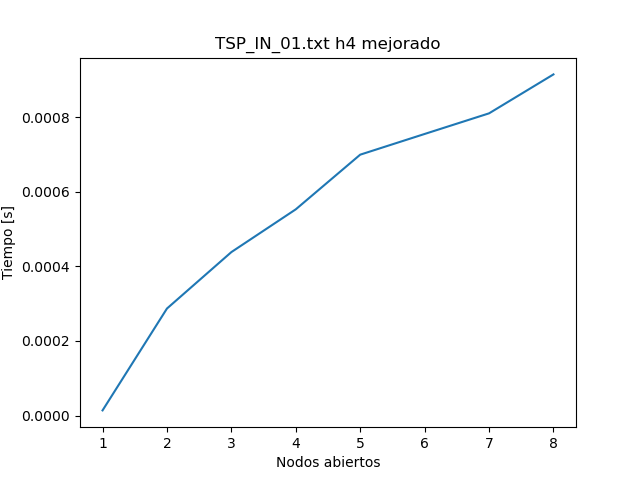 TSP_IN_01.txt h4 mejorado
Tiempo [s]
0.0008
0.0006
0.0004
0.0002
0.0000
1 2 3 4 5 6 7 8
Nodos abiertos